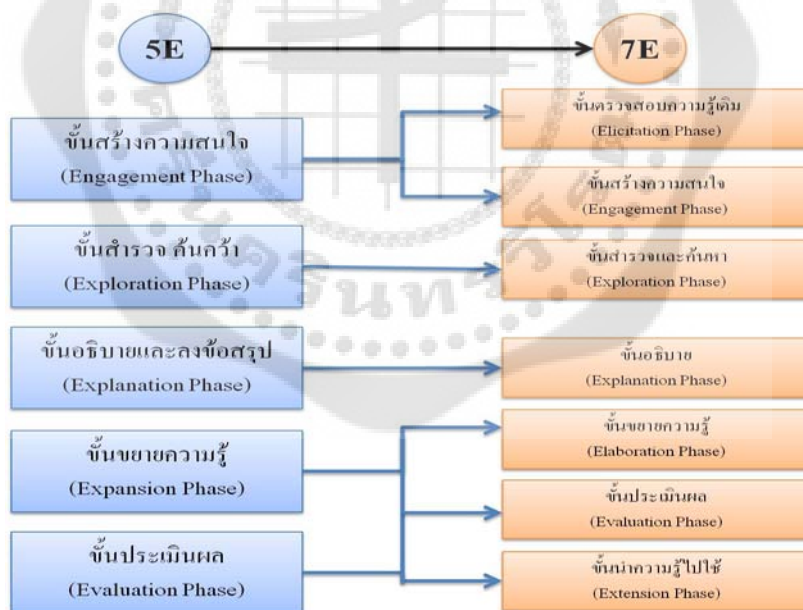 5E
7E
ขั้นสร้างความสนใจ
(Engagement Phase)
ขั้นสำรวจ ค้นคว้า
(Exploration Phase)
ขั้นอธิบายและลงข้อสรุป
(Explanation Phase)
ขั้นขยายความรู้
(Expansion Phase)
ขั้นประเมินผล
(Evaluation Phase)
ขั้นตรวจสอบความรู้เดิม
(Elicitation Phase)
ขั้นสร้างความสนใจ
(Engagement Phase)
ขั้นสำรวจและค้นหา
(Exploration Phase)
ขั้นอธิบาย
(Explanation Phase)
ขั้นขยายความรู้
(Elaboration Phase)
ขั้นประเมินผล
(Evaluation Phase)
ขั้นนำความรู้ไปใช้
(Extension Phase)